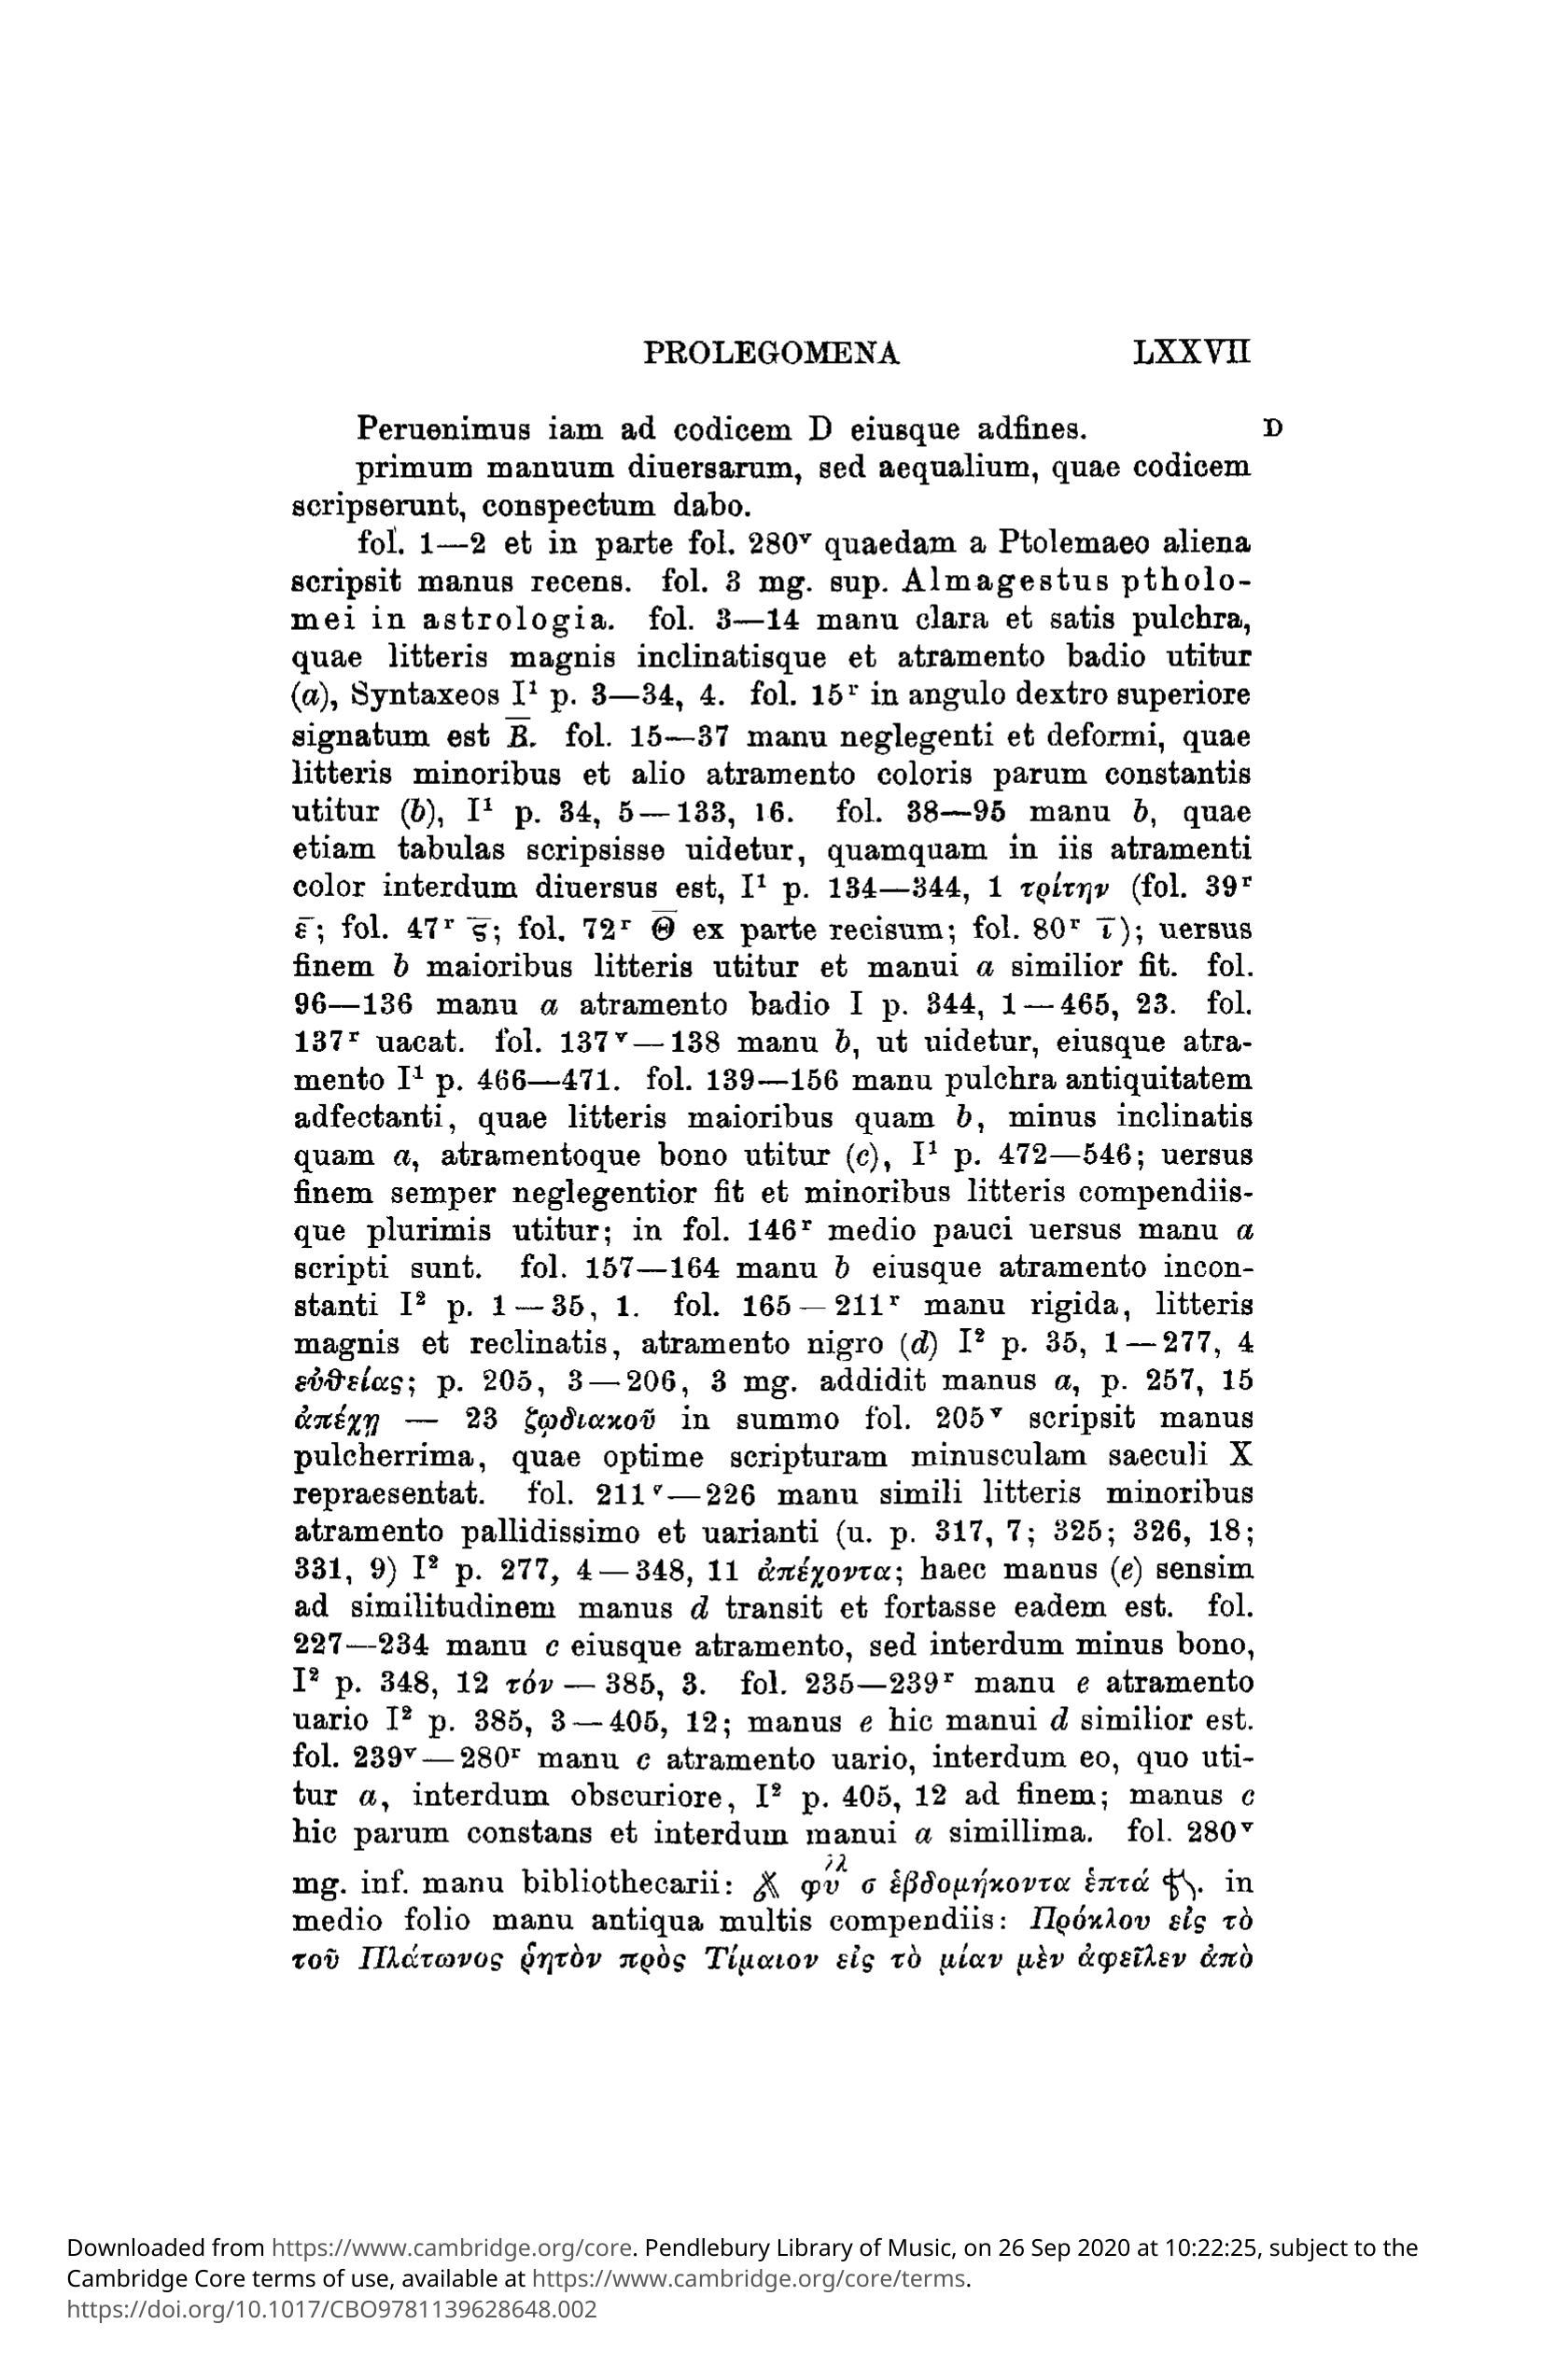 PROLEGOMENA LXXVII
Peruenimus iam ad codicem D eiusque adfines. D
primum manuum diuersarum, sed aequalium, quae codicem
scripserunt, conspectum dabo.
fol. 1—2 et in parte fol. 280ᵛ quaedam a Ptolemaeo aliena
scripsit manus recens. fol. 3 mg. sup. Almagestus ptholo-
mei in astrologia. fol. 3—14 manu clara et satis pulchra,
quae litteris magnis inclinatisque et atramento badio utitur
(a), Syntaxeos I¹ p. 3—34, 4. fol. 15ʳ in angulo dextro superiore
signatum est B̅. fol. 15—37 manu neglegenti et deformi, quae
litteris minoribus et alio atramento coloris parum constantis
utitur (b), I¹ p. 34, 5—133, 16. fol. 38—95 manu b, quae
etiam tabulas scripsisse uidetur, quamquam in iis atramenti
color interdum diuersus est, I¹ p. 134—344, 1 τρίτην (fol. 39ʳ
ε̅; fol. 47ʳ ϛ̅; fol. 72ʳ Θ̅ ex parte recisum; fol. 80ʳ ι̅); uersus
finem b maioribus litteris utitur et manui a similior fit. fol.
96—136 manu a atramento badio I p. 344, 1—465, 23. fol.
137ʳ uacat. fol. 137ᵛ—138 manu b, ut uidetur, eiusque atra-
mento I¹ p. 466—471. fol. 139—156 manu pulchra antiquitatem
adfectanti, quae litteris maioribus quam b, minus inclinatis
quam a, atramentoque bono utitur (c), I¹ p. 472—546; uersus
finem semper neglegentior fit et minoribus litteris compendiis-
que plurimis utitur; in fol. 146ʳ medio pauci uersus manu a
scripti sunt. fol. 157—164 manu b eiusque atramento incon-
stanti I² p. 1—35, 1. fol. 165—211ʳ manu rigida, litteris
magnis et reclinatis, atramento nigro (d) I² p. 35, 1—277, 4
εὐθείας; p. 205, 3—206, 3 mg. addidit manus a, p. 257, 15
ἀπέχῃ — 23 ζῳδιακοῦ in summo fol. 205ᵛ scripsit manus
pulcherrima, quae optime scripturam minusculam saeculi X
repraesentat. fol. 211ᵛ—226 manu simili litteris minoribus
atramento pallidissimo et uarianti (u. p. 317, 7; 325; 326, 18;
331, 9) I² p. 277, 4—348, 11 ἀπέχοντα; haec manus (e) sensim
ad similitudinem manus d transit et fortasse eadem est. fol.
227—234 manu c eiusque atramento, sed interdum minus bono,
I² p. 348, 12 τόν — 385, 3. fol. 235—239ʳ manu e atramento
uario I² p. 385, 3—405, 12; manus e hic manui d similior est.
fol. 239ᵛ—280ʳ manu c atramento uario, interdum eo, quo uti-
tur a, interdum obscuriore, I² p. 405, 12 ad finem; manus c
hic parum constans et interdum manui a simillima. fol. 280ᵛ
mg. inf. manu bibliothecarii: σ ἑβδομήκοντα ἑπτά in
medio folio manu antiqua multis compendiis: Πρόκλου εἰς τὸ
τοῦ Πλάτωνος ῥητὸν πρὸς Τίμαιον εἰς τὸ μίαν μὲν ἀφεῖλεν ἀπὸ
Downloaded from https://www.cambridge.org/core. Pendlebury Library of Music, on 26 Sep 2020 at 10:22:25, subject to the
Cambridge Core terms of use, available at https://www.cambridge.org/core/terms.
https://doi.org/10.1017/CBO9781139628648.002